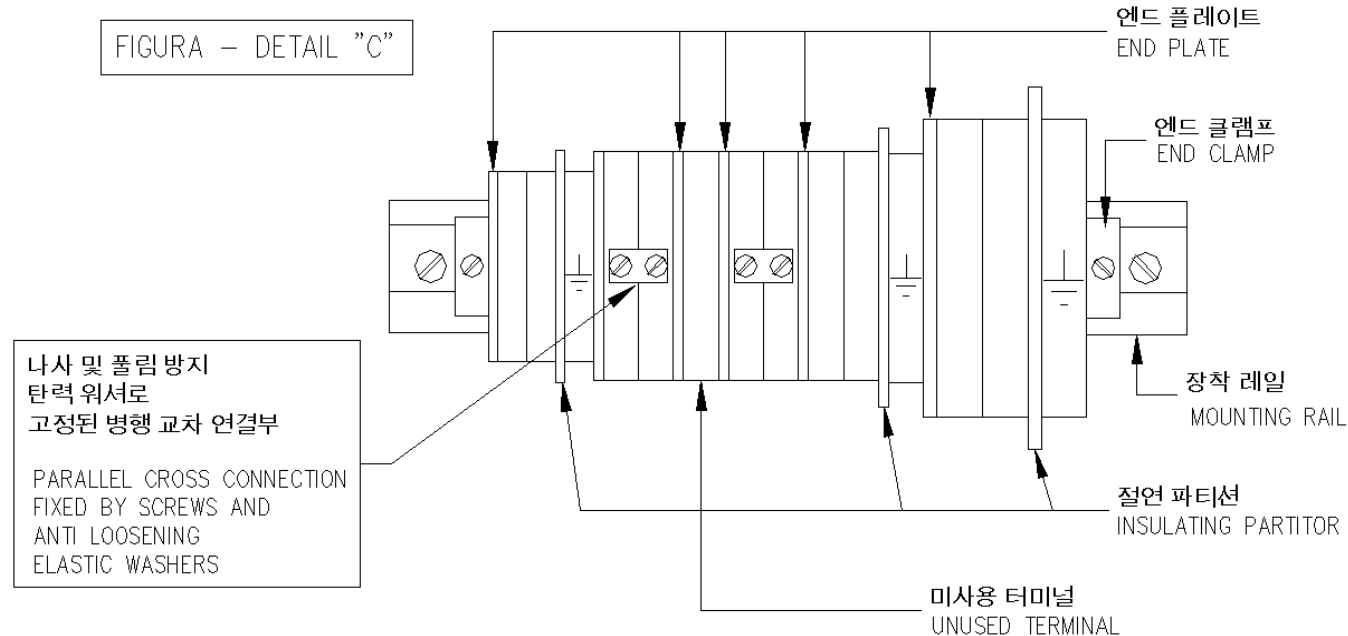 FIGURA – DETAIL "C"
엔드 플레이트
END PLATE
엔드 클램프
END CLAMP
나사 및 풀림 방지
탄력 워셔로
고정된 병행 교차 연결부
PARALLEL CROSS CONNECTION
FIXED BY SCREWS AND
ANTI LOOSENING
ELASTIC WASHERS
장착 레일
MOUNTING RAIL
절연 파티션
INSULATING PARTITOR
미사용 터미널
UNUSED TERMINAL